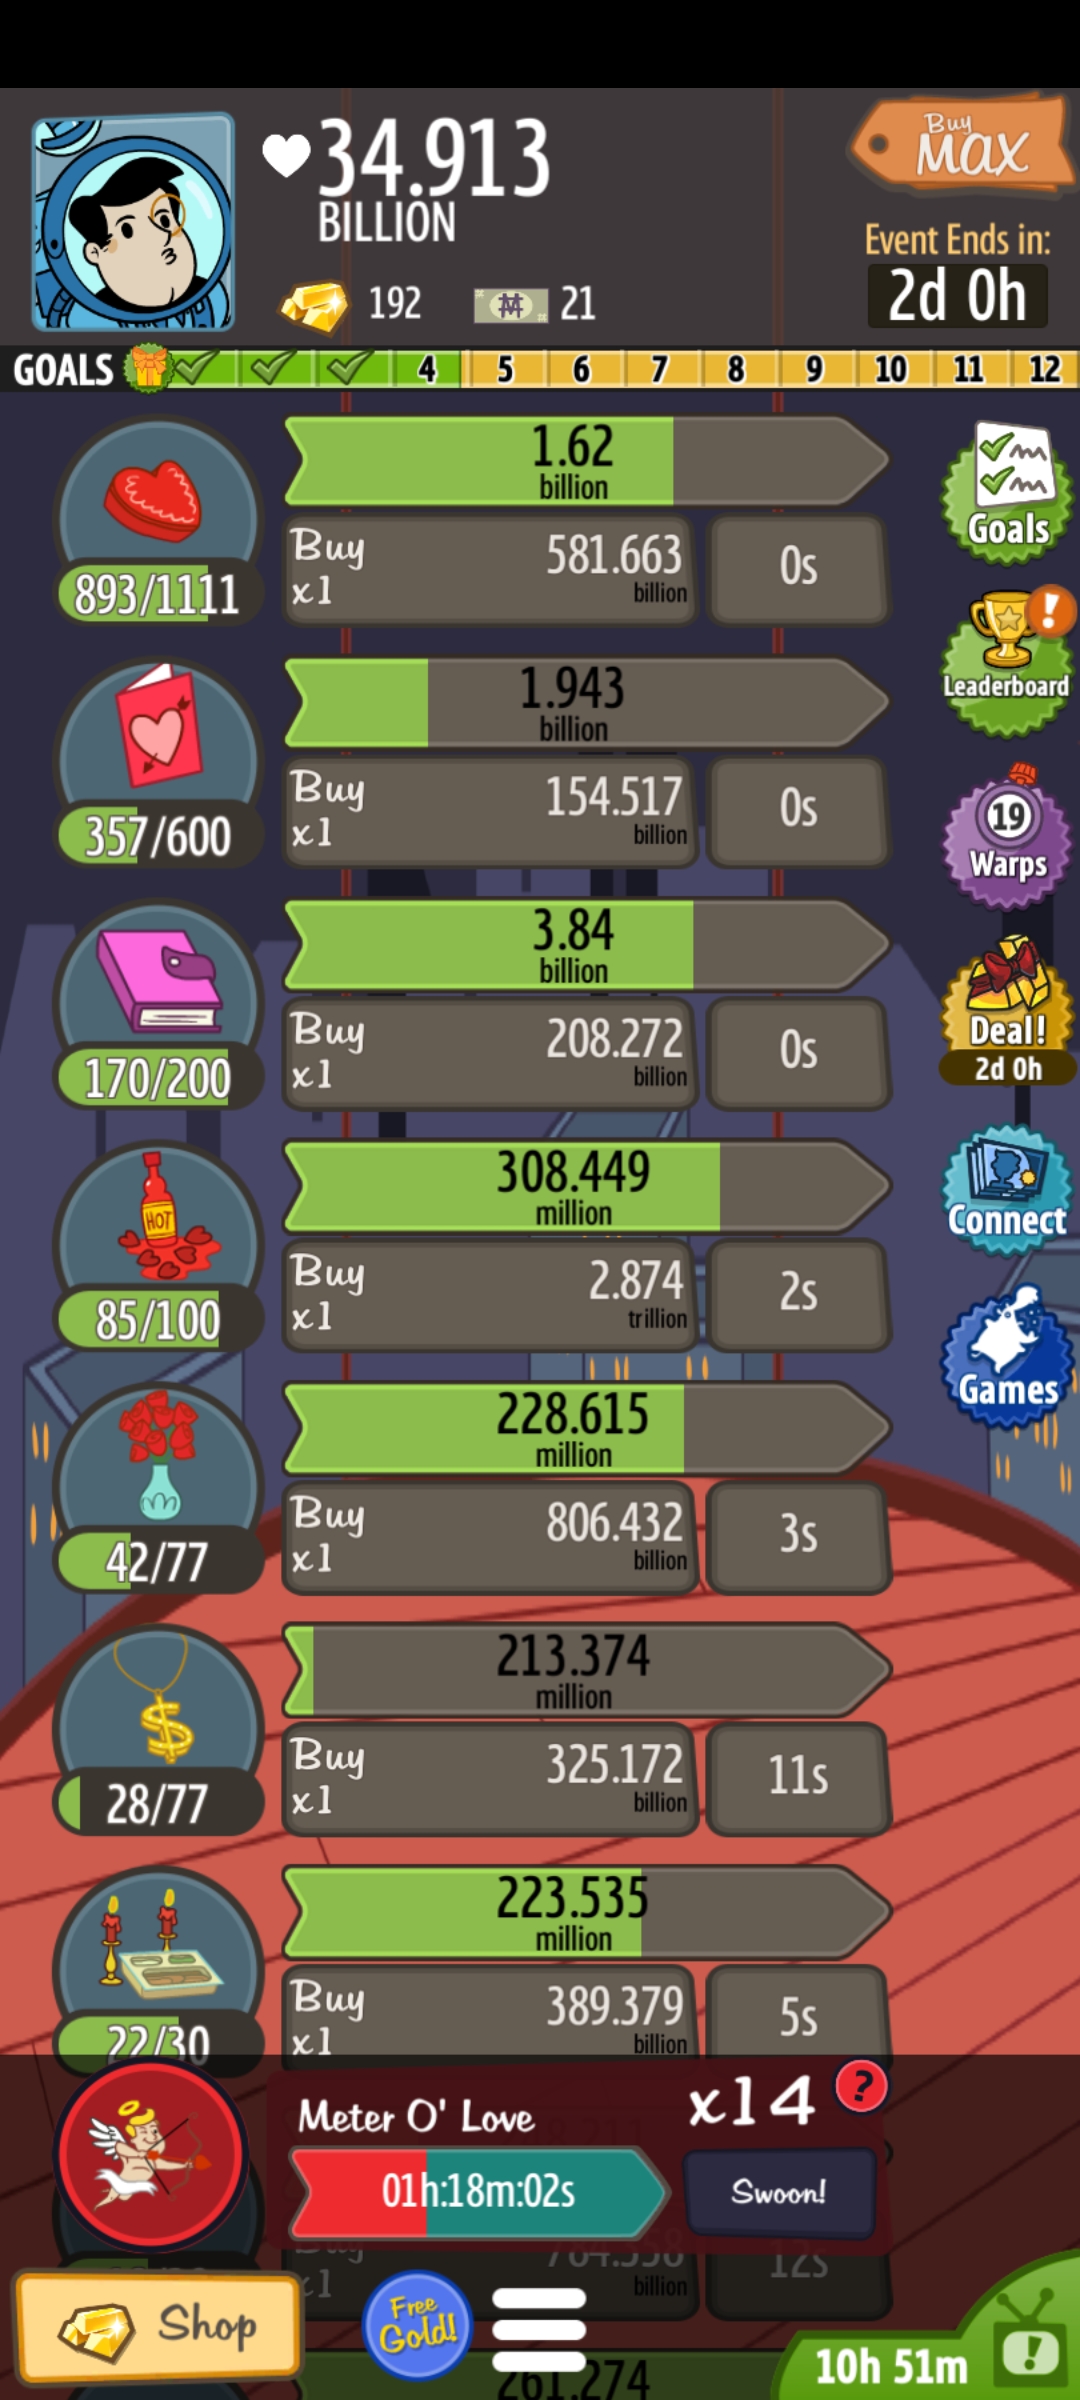 34.913
BILLION
Buy
MAX
Event Ends in:
2d 0h
192
21
GOALS
4 5 6 7 8 9 10 11 12
1.62
billion
893/1111
Buy
x1
581.663
billion
0s
Goals
1.943
billion
357/600
Buy
x1
154.517
billion
0s
!
Leaderboard
19
Warps
3.84
billion
170/200
Buy
x1
208.272
billion
0s
Deal!
2d 0h
308.449
million
HOT
85/100
Buy
x1
2.874
trillion
2s
Connect
228.615
million
42/77
Buy
x1
806.432
billion
3s
Games
213.374
million
$
28/77
Buy
x1
325.172
billion
11s
223.535
million
22/30
Buy
x1
389.379
billion
5s
Meter O' Love
x14
?
01h:18m:02s
Swoon!
Buy
x1
784.558
billion
12s
Shop
Free
Gold!
261.274
10h 51m
!